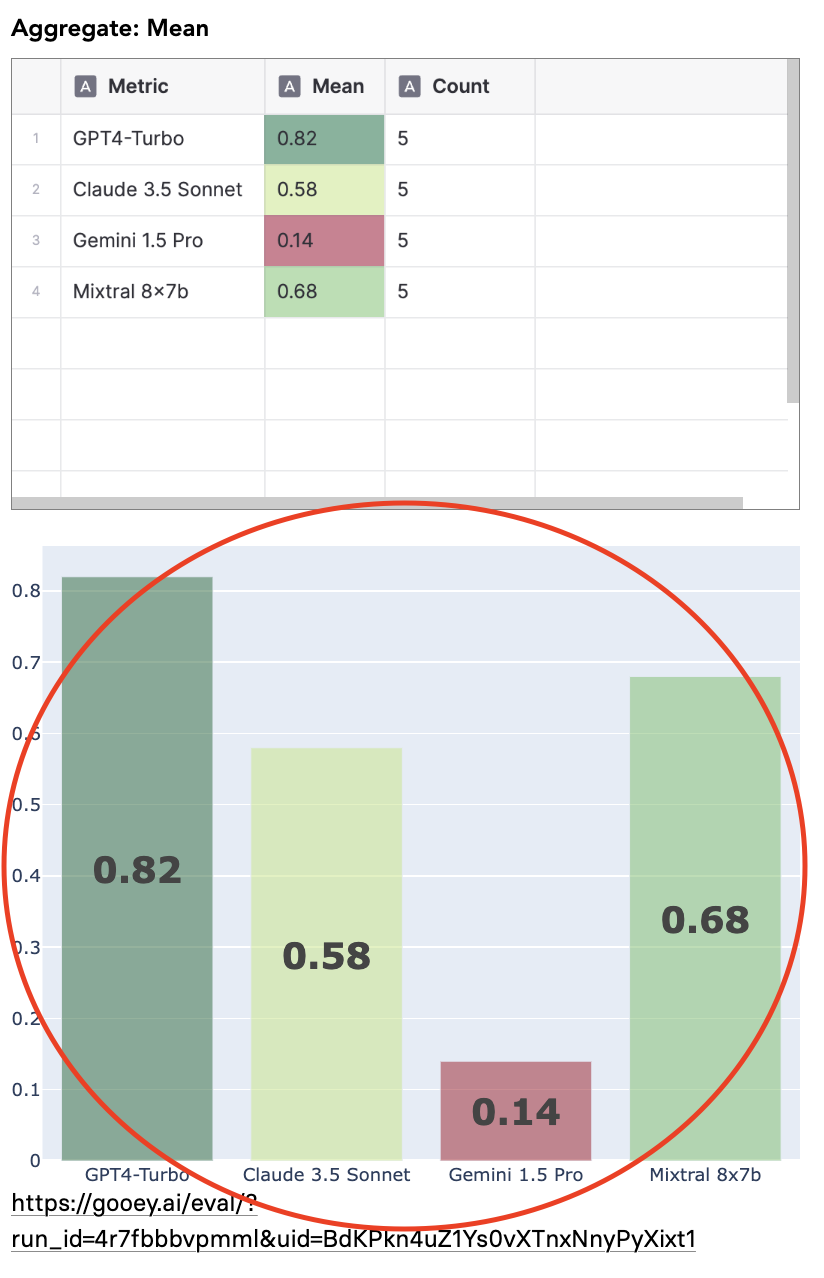 Aggregate: Mean
A Metric A Mean A Count
1 GPT4-Turbo 0.82 5
2 Claude 3.5 Sonnet 0.58 5
3 Gemini 1.5 Pro 0.14 5
4 Mixtral 8×7b 0.68 5
0.8
0.7
0.6
0.5
0.4
0.3
0.2
0.1
0
0.82
0.58
0.14
0.68
GPT4-Turbo Claude 3.5 Sonnet Gemini 1.5 Pro Mixtral 8x7b
https://gooey.ai/eval/?
run_id=4r7fbbbvpmml&uid=BdKPkn4uZ1Ys0vXTnxNnyPyXixt1